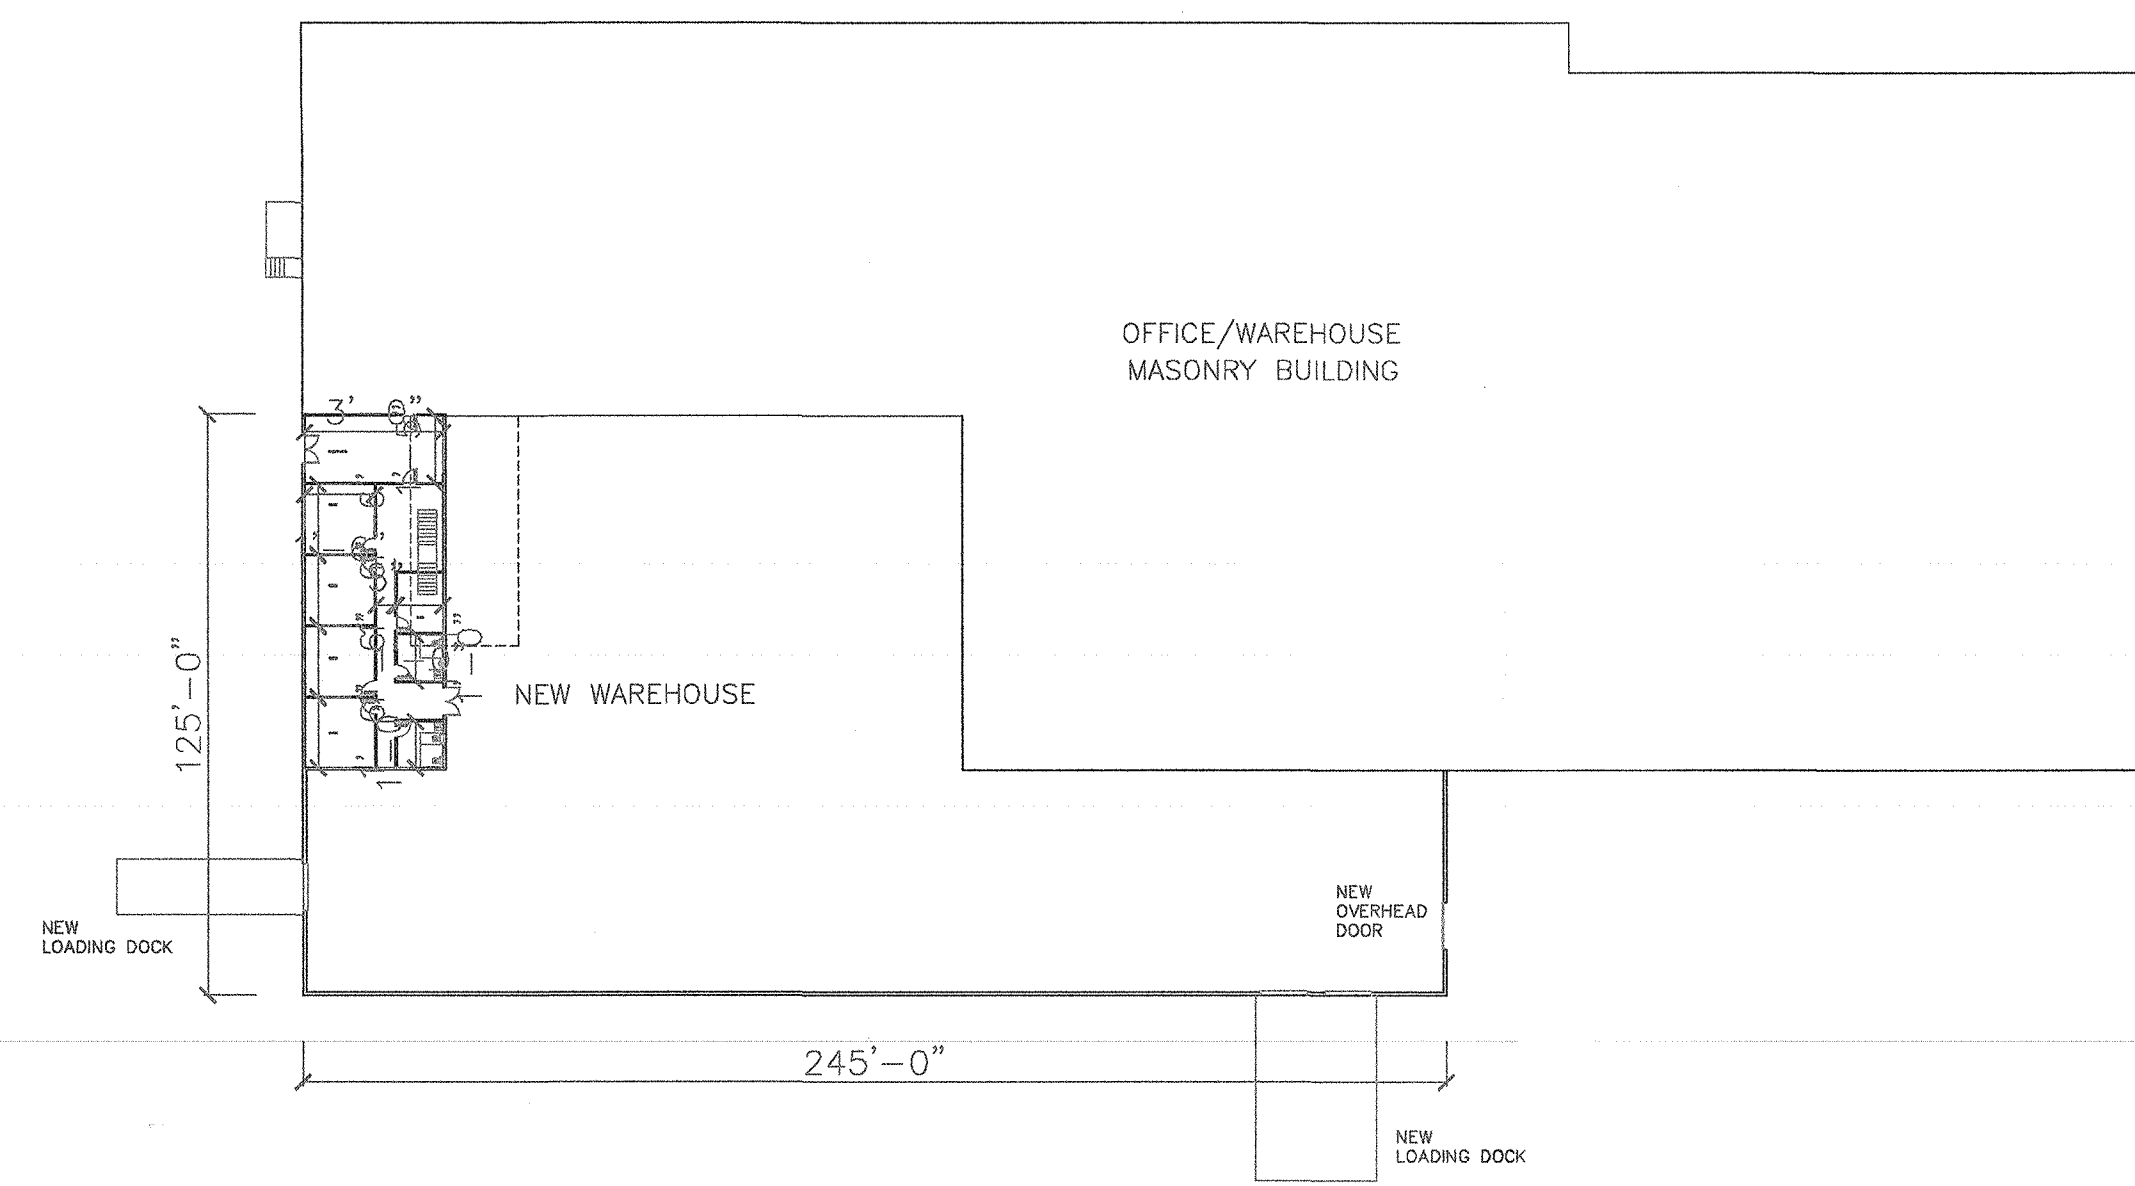 OFFICE/WAREHOUSE
MASONRY BUILDING
125'-0"
NEW WAREHOUSE
NEW
OVERHEAD
DOOR
NEW
LOADING DOCK
245'-0"
NEW
LOADING DOCK